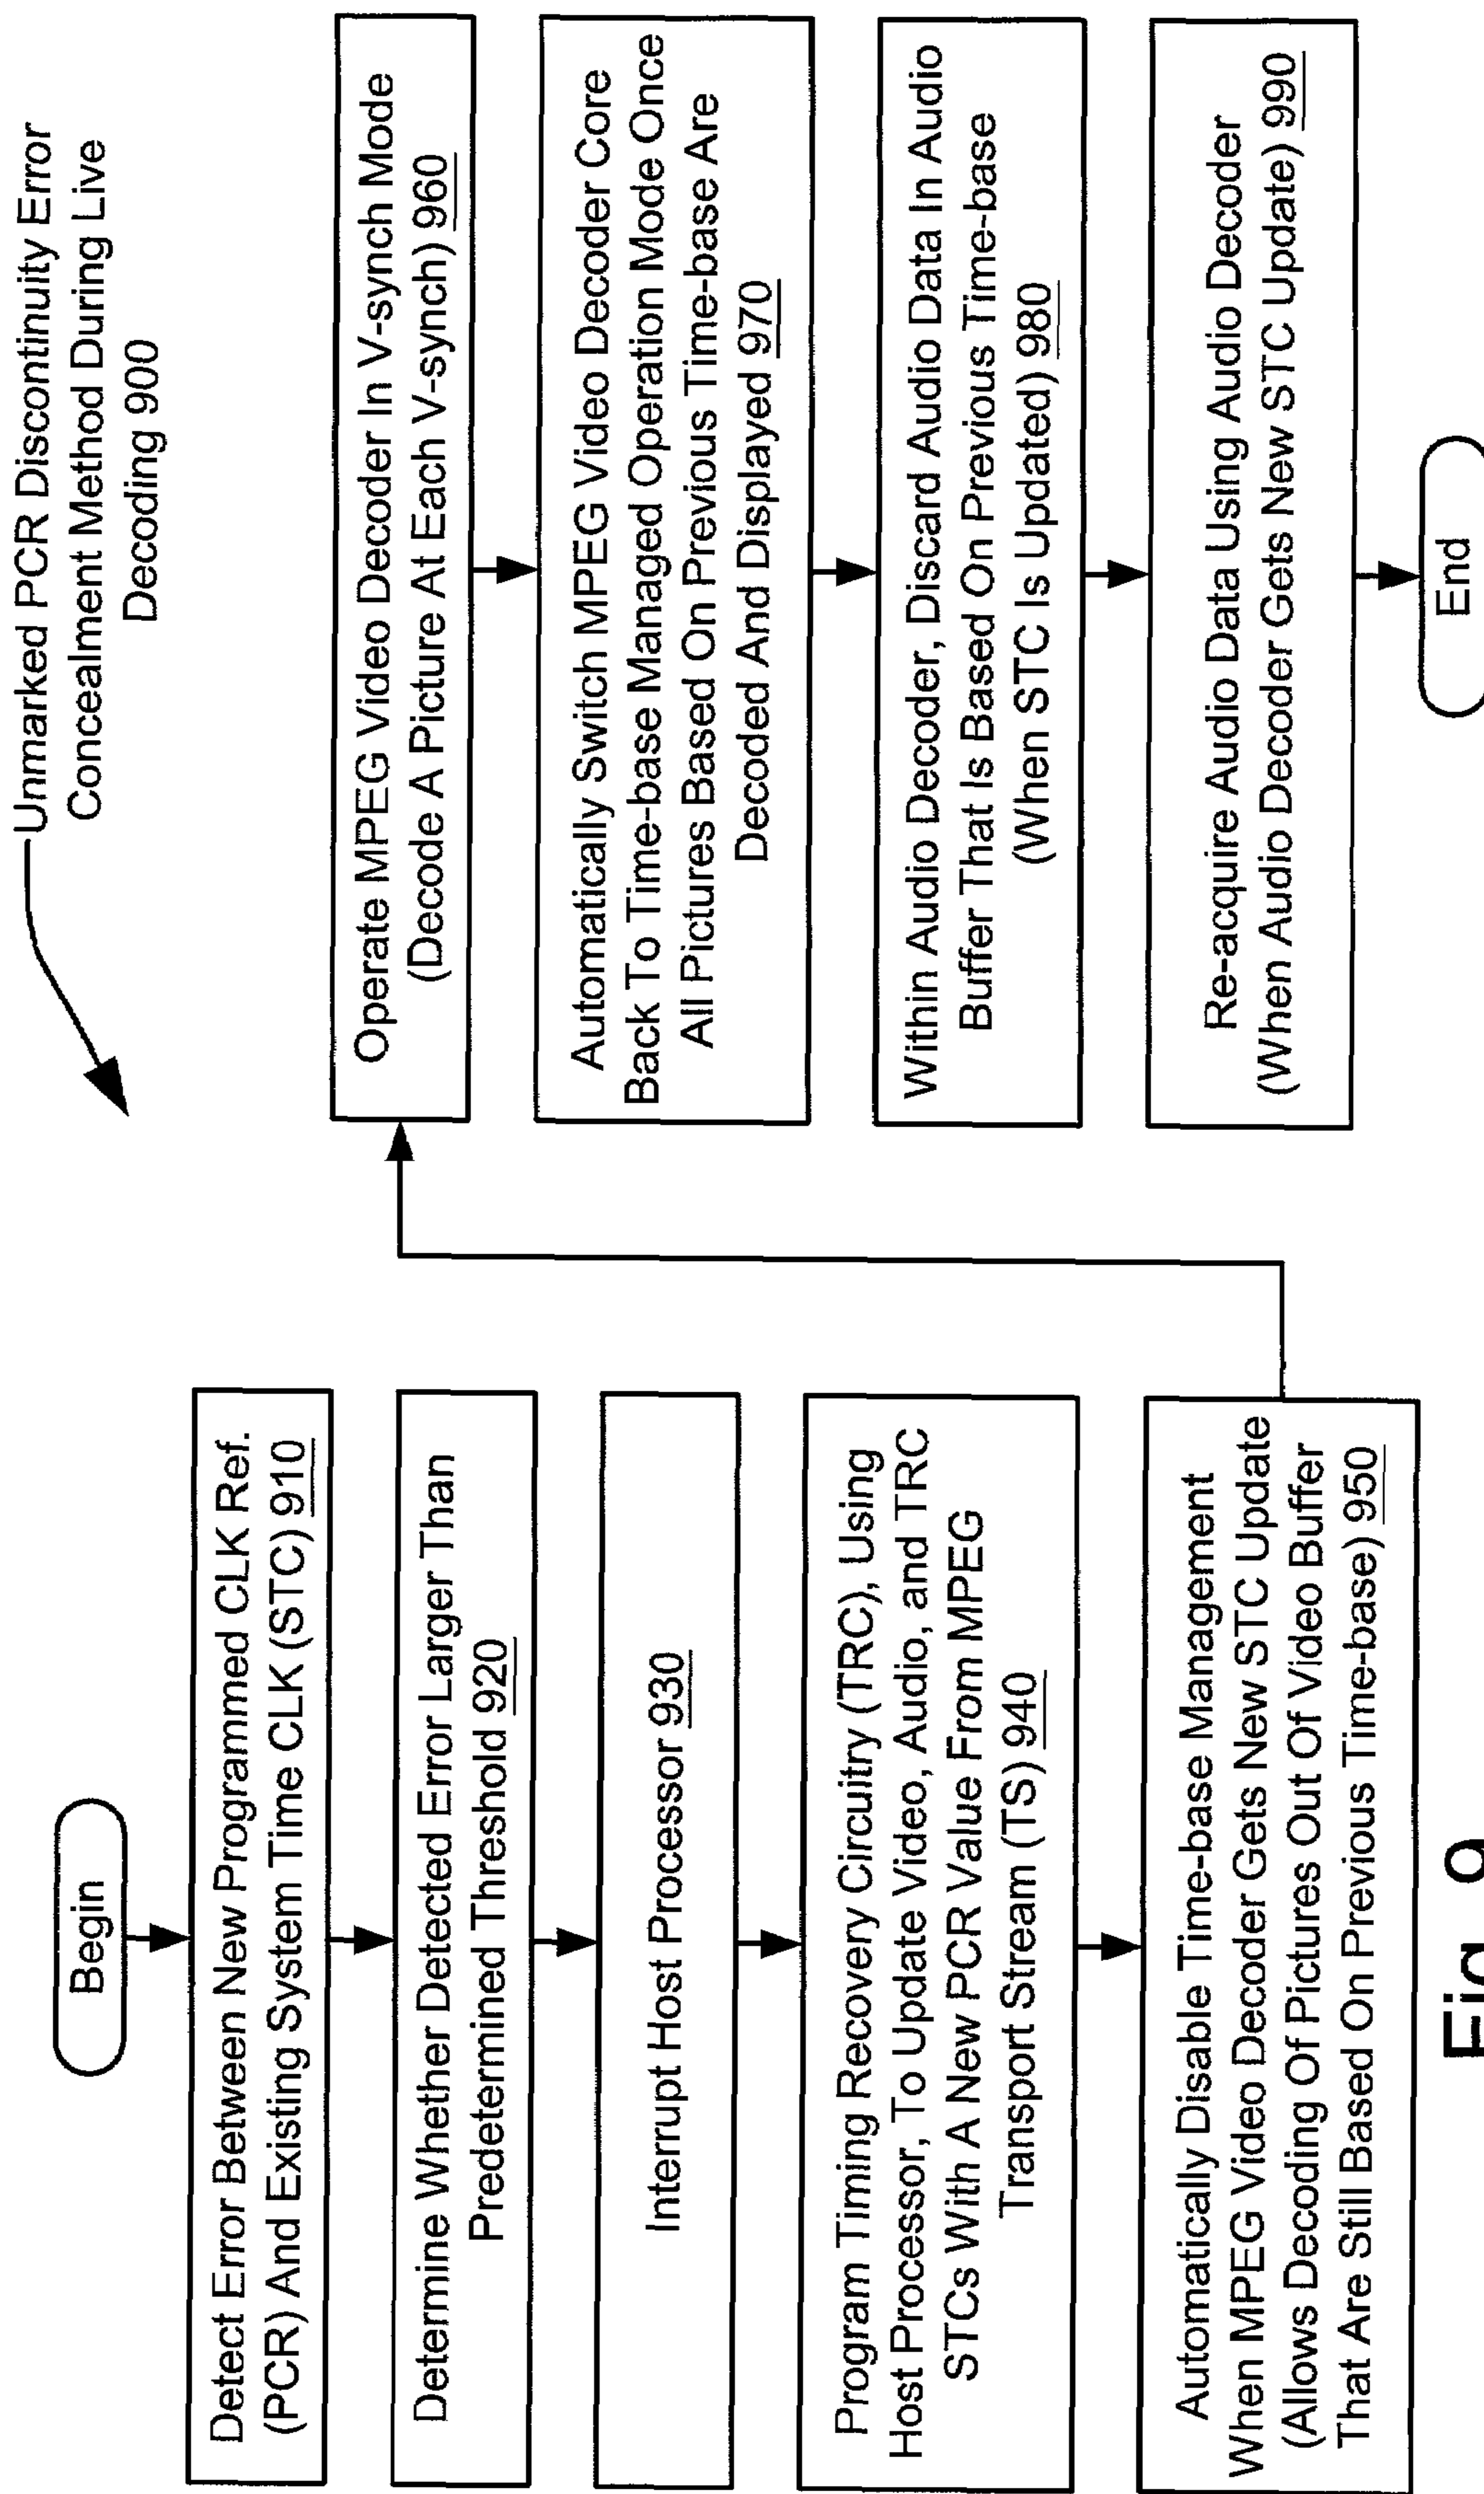 Unmarked PCR Discontinuity Error
Concealment Method During Live
Decoding 900
Begin
Detect Error Between New Programmed CLK Ref.
(PCR) And Existing System Time CLK (STC) 910
Determine Whether Detected Error Larger Than
Predetermined Threshold 920
Interrupt Host Processor 930
Program Timing Recovery Circuitry (TRC), Using
Host Processor, To Update Video, Audio, and TRC
STCs With A New PCR Value From MPEG
Transport Stream (TS) 940
Automatically Disable Time-base Management
When MPEG Video Decoder Gets New STC Update
(Allows Decoding Of Pictures Out Of Video Buffer
That Are Still Based On Previous Time-base) 950
Operate MPEG Video Decoder In V-synch Mode
(Decode A Picture At Each V-synch) 960
Automatically Switch MPEG Video Decoder Core
Back To Time-base Managed Operation Mode Once
All Pictures Based On Previous Time-base Are
Decoded And Displayed 970
Within Audio Decoder, Discard Audio Data In Audio
Buffer That Is Based On Previous Time-base
(When STC Is Updated) 980
Re-acquire Audio Data Using Audio Decoder
(When Audio Decoder Gets New STC Update) 990
End
Fig. 9